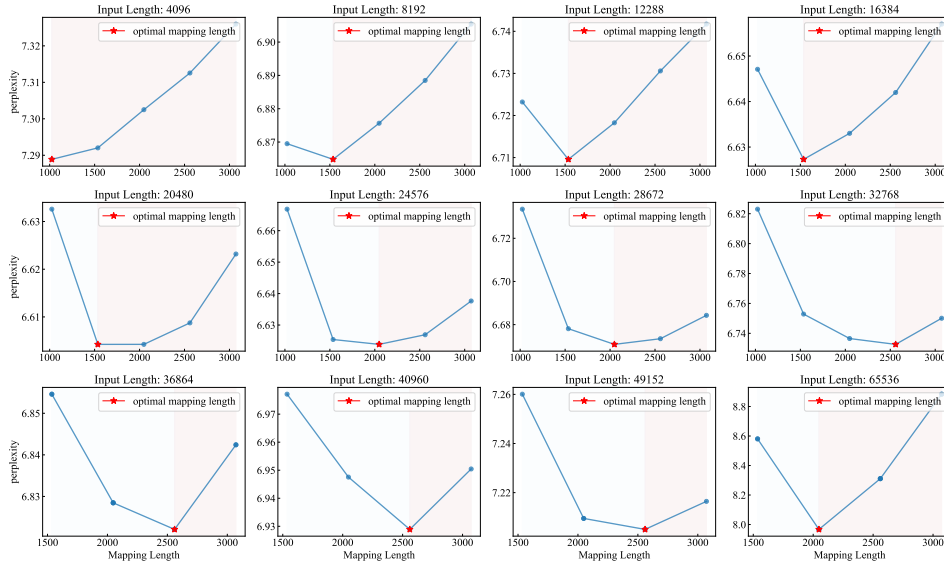 Input Length: 4096
optimal mapping length
perplexity
7.32
7.31
7.30
7.29
1000 1500 2000 2500 3000
Input Length: 8192
optimal mapping length
6.90
6.89
6.88
6.87
1000 1500 2000 2500 3000
Input Length: 12288
optimal mapping length
6.74
6.73
6.72
6.71
1000 1500 2000 2500 3000
Input Length: 16384
optimal mapping length
6.65
6.64
6.63
1000 1500 2000 2500 3000
Input Length: 20480
optimal mapping length
perplexity
6.63
6.62
6.61
1000 1500 2000 2500 3000
Input Length: 24576
optimal mapping length
6.66
6.65
6.64
6.63
1000 1500 2000 2500 3000
Input Length: 28672
optimal mapping length
6.72
6.70
6.68
1000 1500 2000 2500 3000
Input Length: 32768
optimal mapping length
6.82
6.80
6.78
6.76
6.74
1000 1500 2000 2500 3000
Input Length: 36864
optimal mapping length
perplexity
6.85
6.84
6.83
1500 2000 2500 3000
Mapping Length
Input Length: 40960
optimal mapping length
6.97
6.96
6.95
6.94
6.93
1500 2000 2500 3000
Mapping Length
Input Length: 49152
optimal mapping length
7.26
7.24
7.22
1500 2000 2500 3000
Mapping Length
Input Length: 65536
optimal mapping length
8.8
8.6
8.4
8.2
8.0
1500 2000 2500 3000
Mapping Length